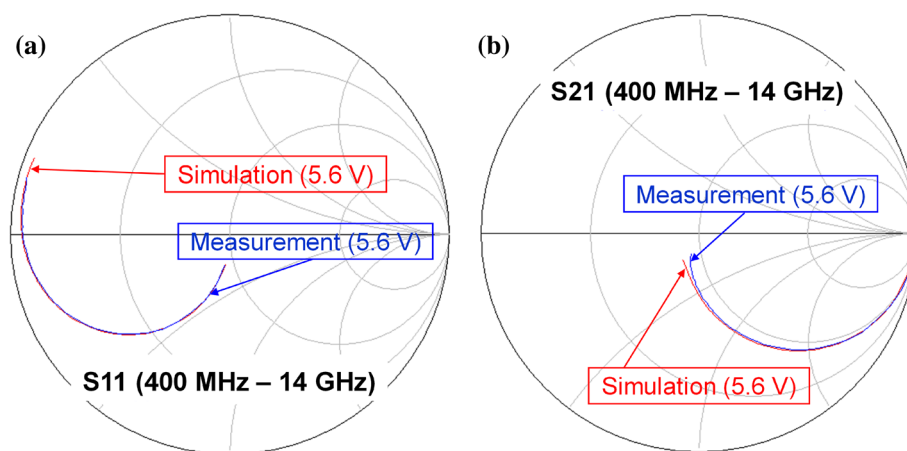 (a)
Simulation (5.6 V)
Measurement (5.6 V)
S11 (400 MHz – 14 GHz)
(b)
S21 (400 MHz – 14 GHz)
Measurement (5.6 V)
Simulation (5.6 V)